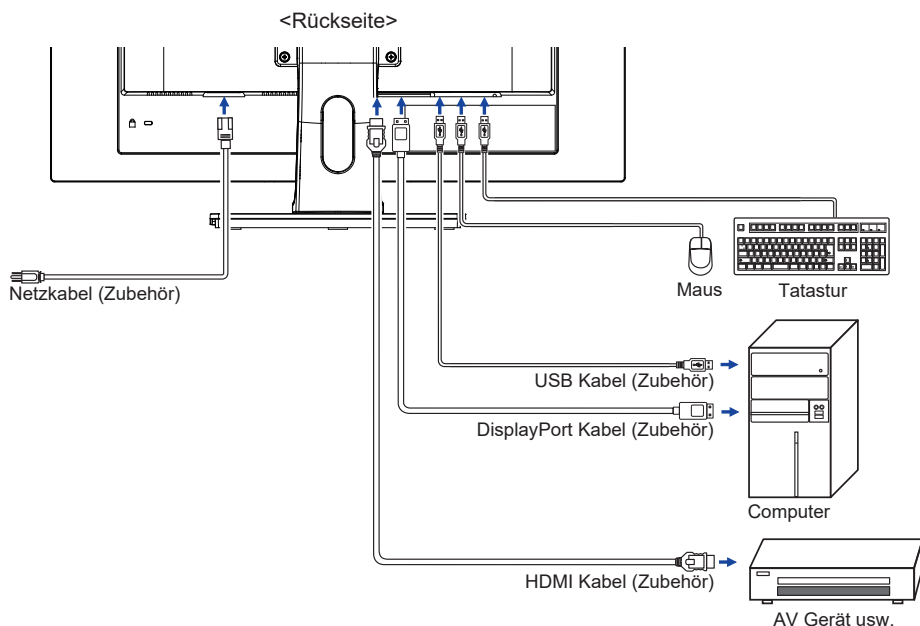 <Rückseite>
Netzkabel (Zubehör)
Maus
Tatastur
USB Kabel (Zubehör)
DisplayPort Kabel (Zubehör)
Computer
HDMI Kabel (Zubehör)
AV Gerät usw.